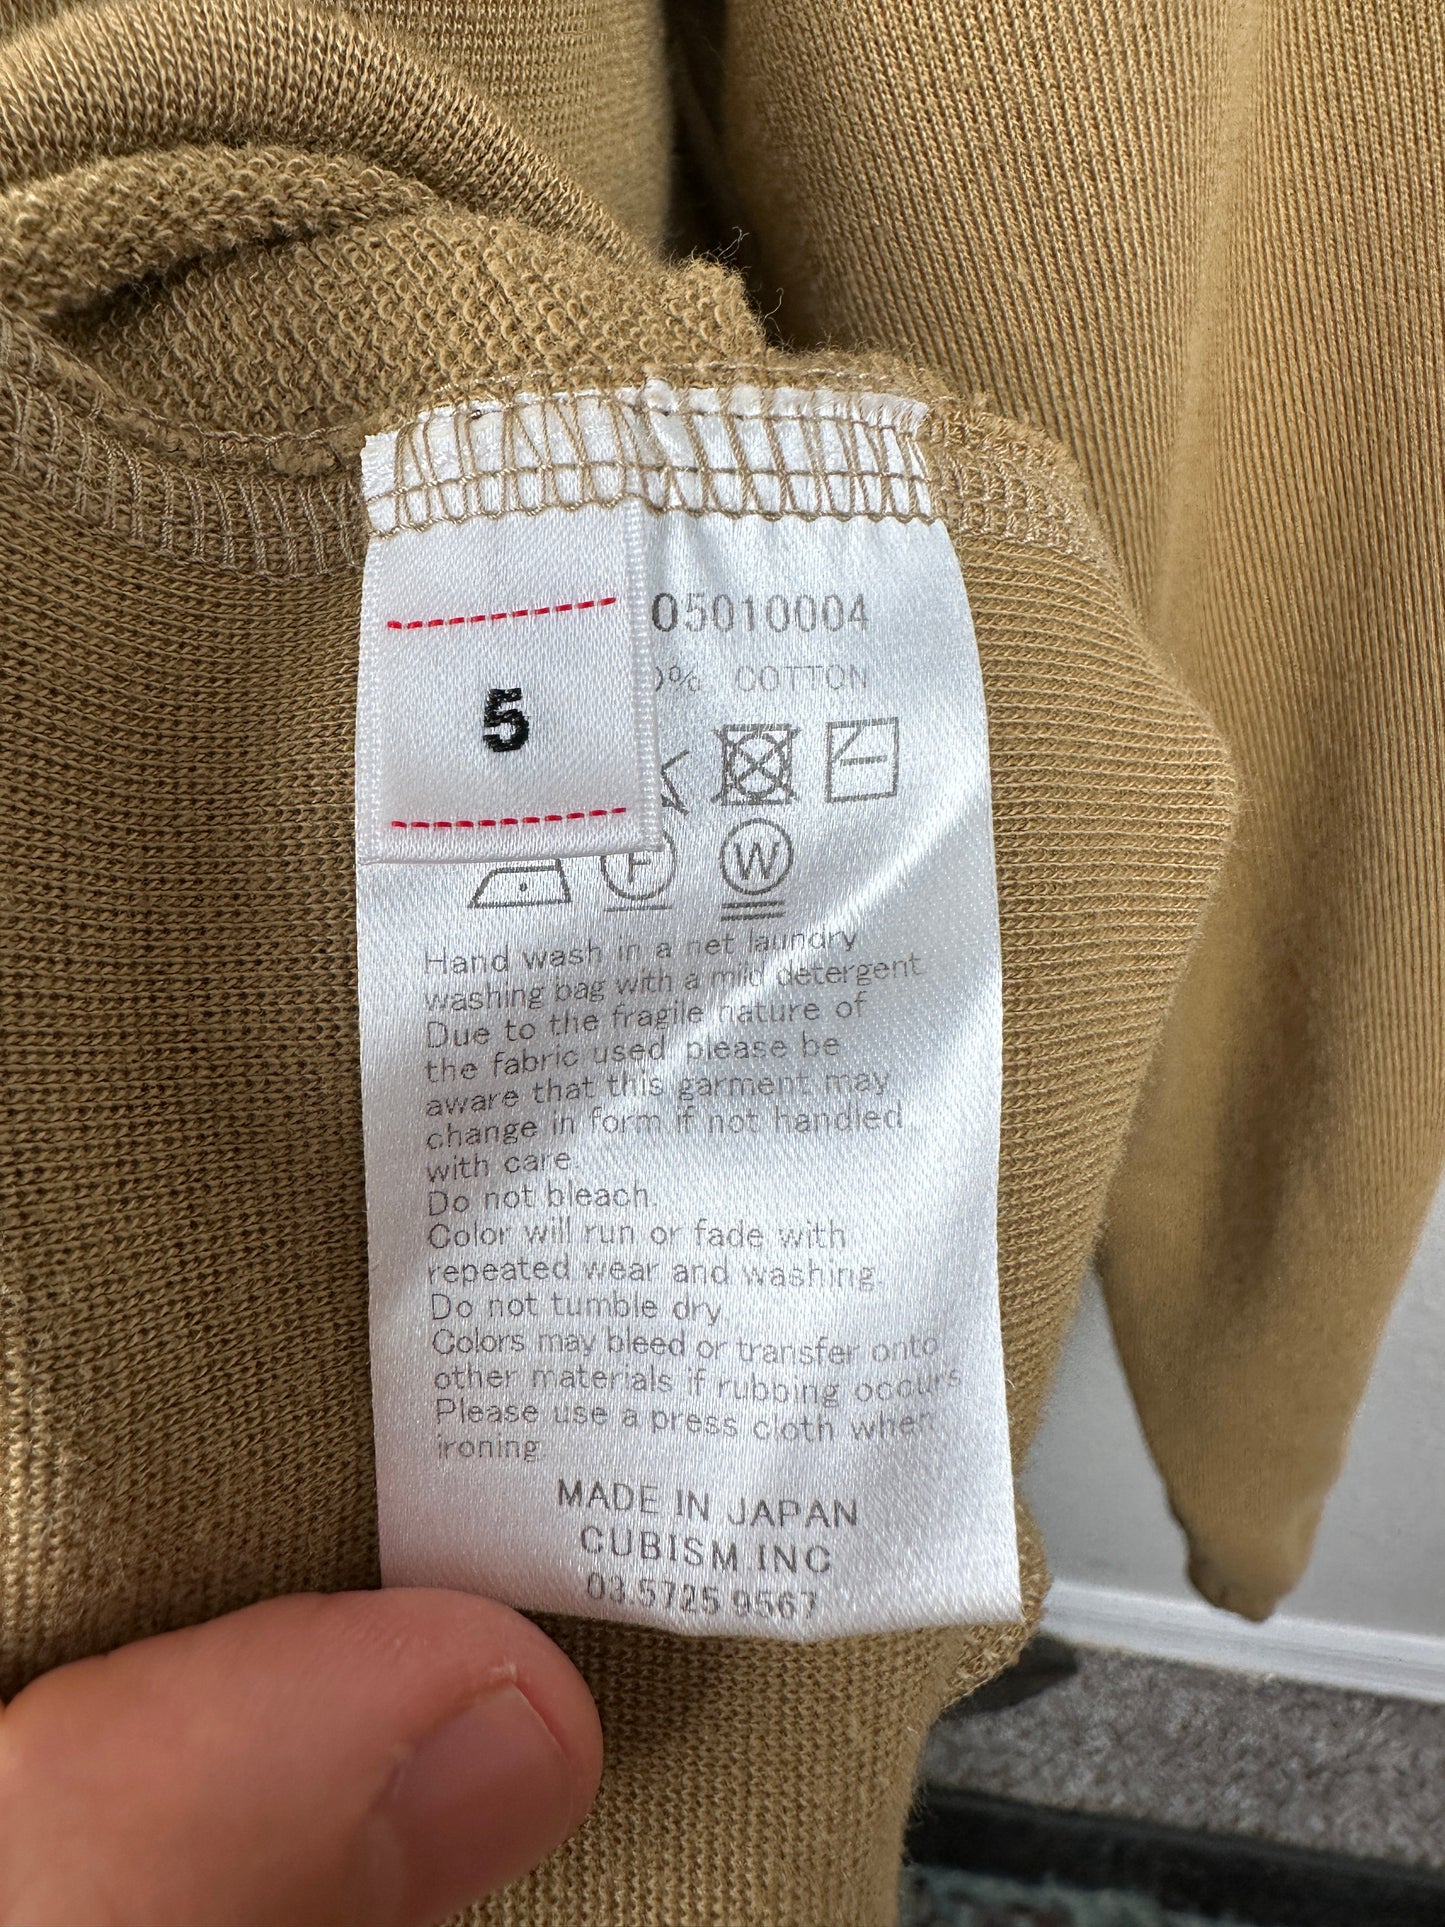 5
05010004
% COTTON
F
W
Hand wash in a net laundry
washing bag with a mild detergent.
Due to the fragile nature of
the fabric used, please be
aware that this garment may
change in form if not handled
with care.
Do not bleach.
Color will run or fade with
repeated wear and washing.
Do not tumble dry.
Colors may bleed or transfer onto
other materials if rubbing occurs.
Please use a press cloth when
ironing.
MADE IN JAPAN
CUBISM INC
03.5725.9567